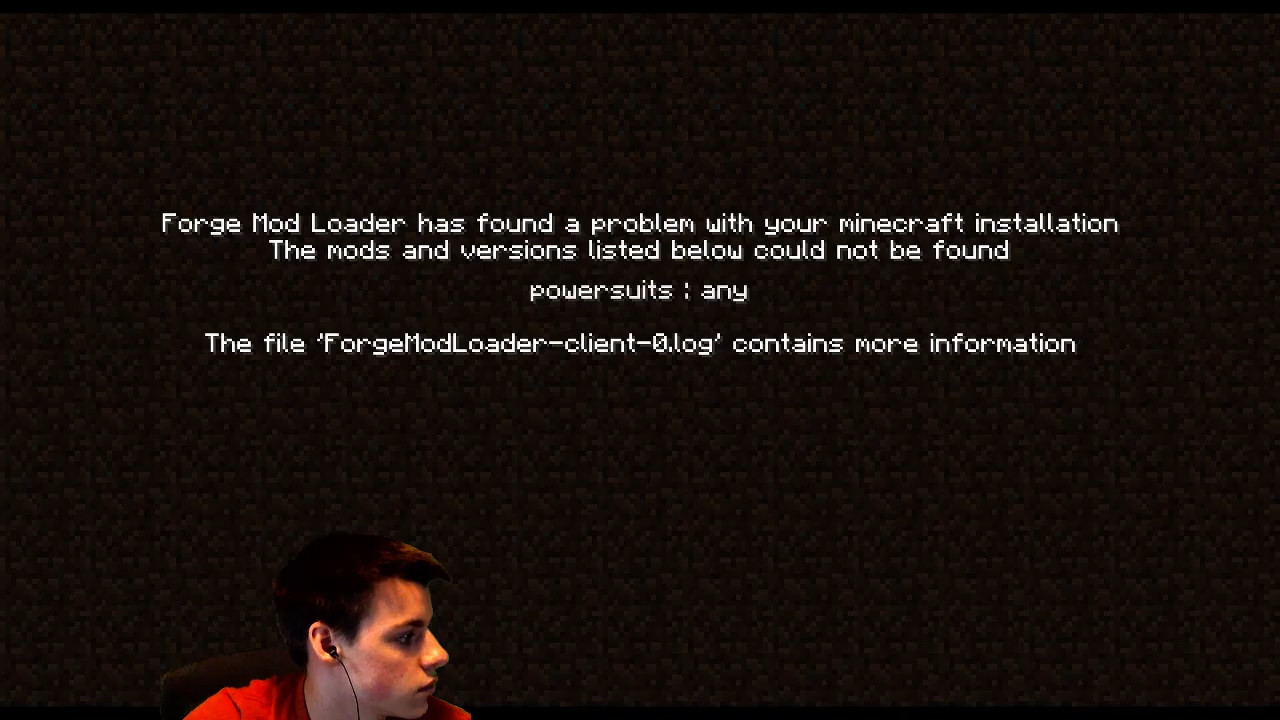 Forge Mod Loader has found a problem with your minecraft installation
The mods and versions listed below could not be found
powersuits : any
The file 'ForgeModLoader-client-0.log' contains more information